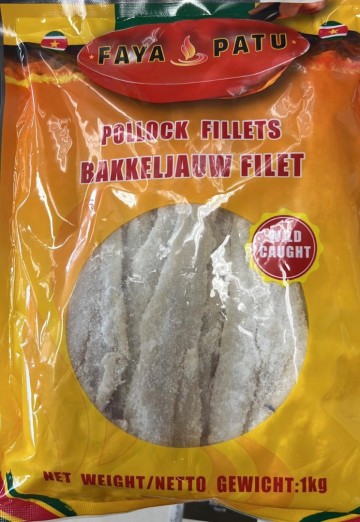 FAYA PATU
POLLOCK FILLETS
BAKKELJAUW FILET
WILD
CAUGHT
NET WEIGHT/NETTO GEWICHT:1kg